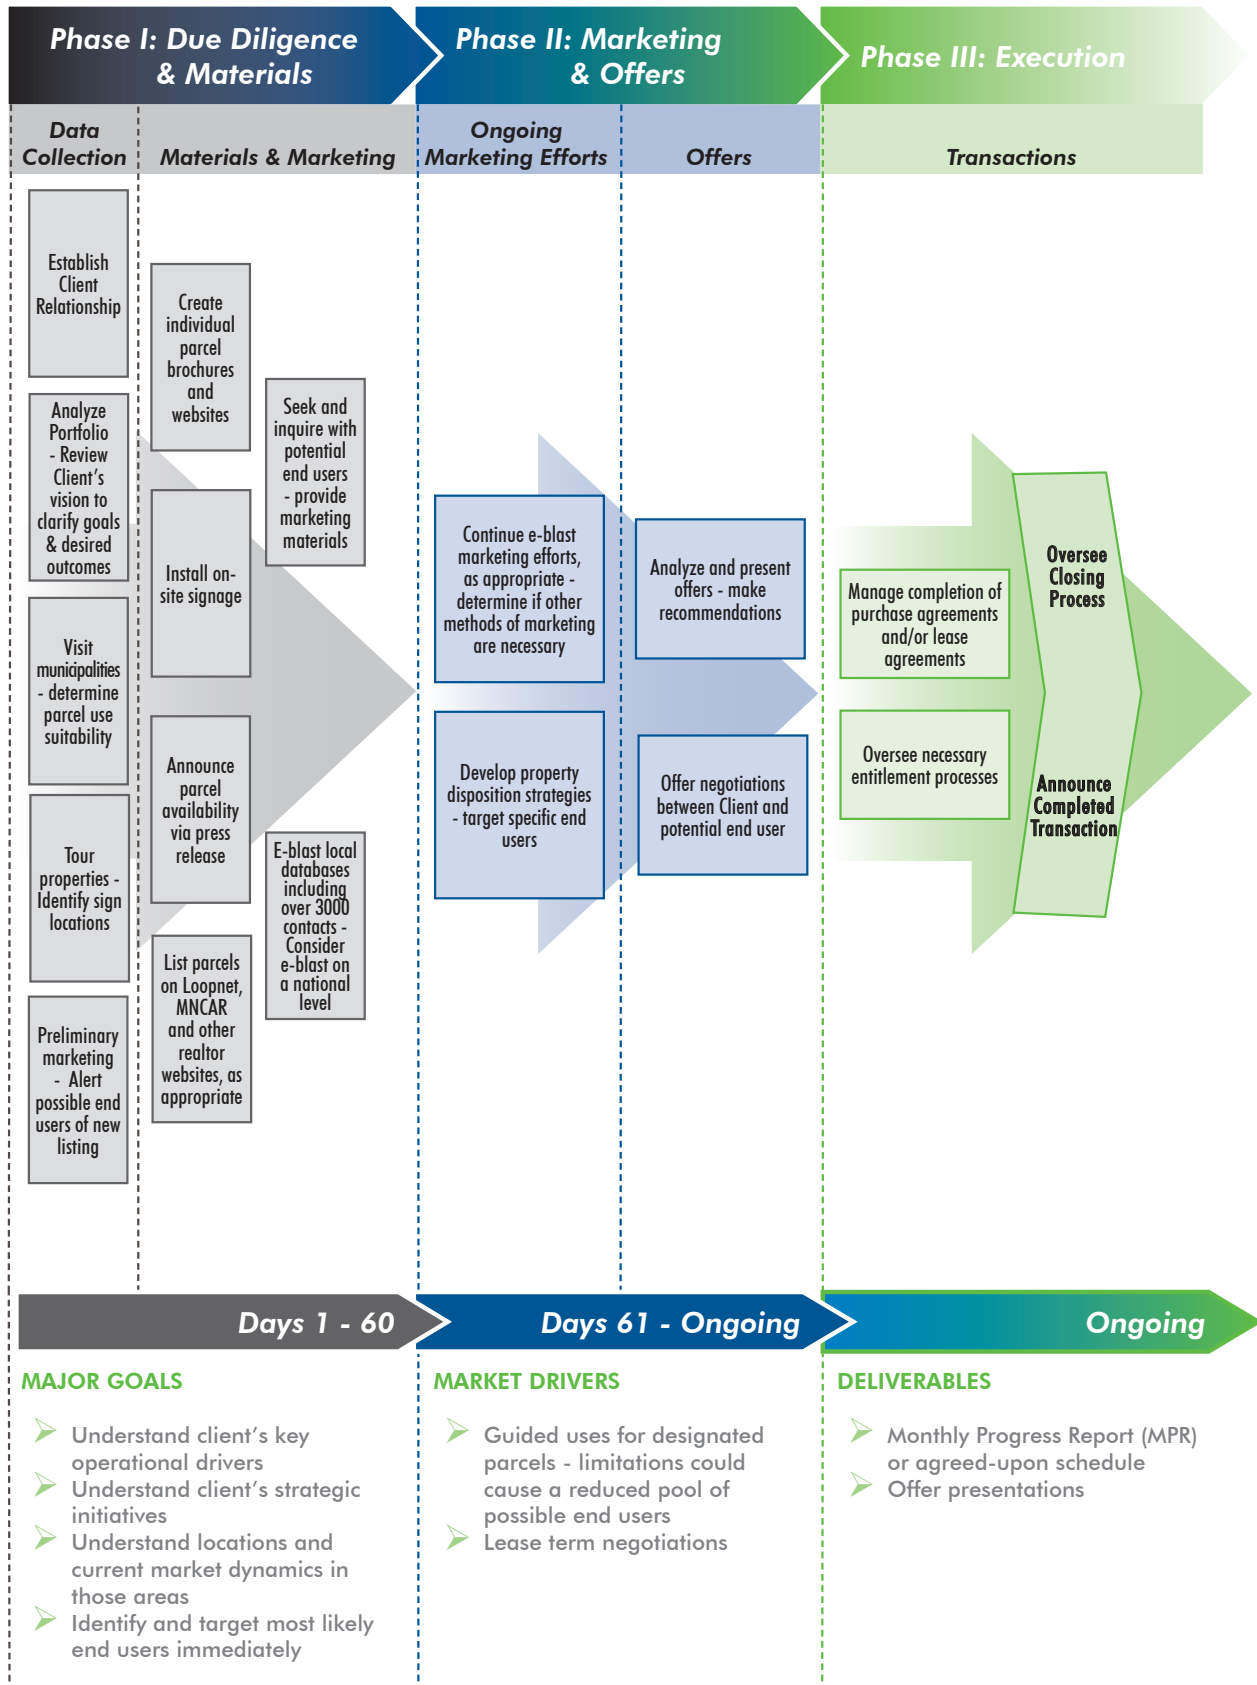 Phase I: Due Diligence
& Materials
Phase II: Marketing
& Offers
Phase III: Execution
Data
Collection
Materials & Marketing
Ongoing
Marketing Efforts
Offers
Transactions
Establish
Client
Relationship
Analyze
Portfolio
- Review
Client's
vision to
clarify goals
& desired
outcomes
Visit
municipalities
- determine
parcel use
suitability
Tour
properties -
Identify sign
locations
Preliminary
marketing
- Alert
possible end
users of new
listing
Create
individual
parcel
brochures
and
websites
Install on-
site signage
Announce
parcel
availability
via press
release
List parcels
on Loopnet,
MNCAR
and other
realtor
websites, as
appropriate
Seek and
inquire with
potential
end users
- provide
marketing
materials
E-blast local
databases
including
over 3000
contacts -
Consider
e-blast on
a national
level
Continue e-blast
marketing efforts,
as appropriate -
determine if other
methods of marketing
are necessary
Develop property
disposition strategies
- target specific end
users
Analyze and present
offers - make
recommendations
Offer negotiations
between Client and
potential end user
Manage completion of
purchase agreements
and/or lease
agreements
Oversee necessary
entitlement processes
Oversee
Closing
Process
Announce
Completed
Transaction
Days 1 - 60
Days 61 - Ongoing
Ongoing
MAJOR GOALS
Understand client's key
operational drivers
Understand client's strategic
initiatives
Understand locations and
current market dynamics in
those areas
Identify and target most likely
end users immediately
MARKET DRIVERS
Guided uses for designated
parcels - limitations could
cause a reduced pool of
possible end users
Lease term negotiations
DELIVERABLES
Monthly Progress Report (MPR)
or agreed-upon schedule
Offer presentations